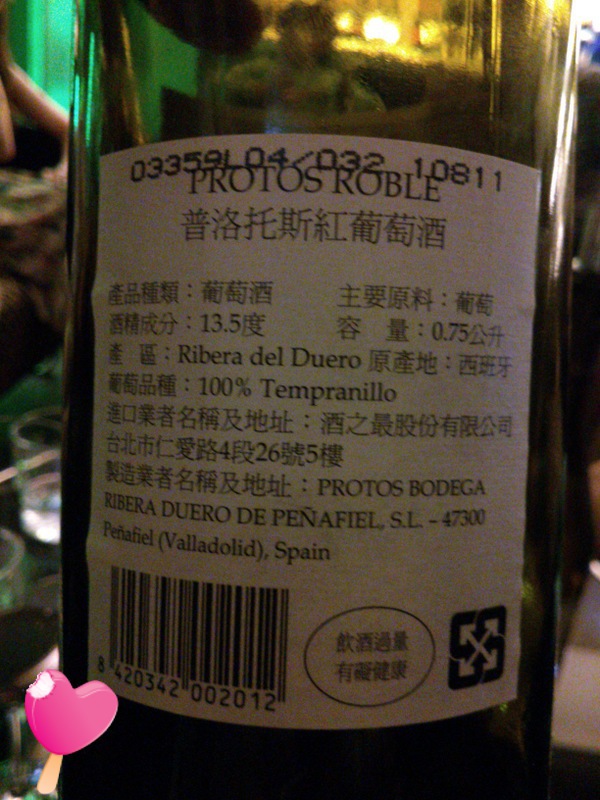 03359L04/032 10811
PROTOS ROBLE
普洛托斯紅葡萄酒
產品種類：葡萄酒 主要原料：葡萄
酒精成分：13.5度 容 量：0.75公升
產 區：Ribera del Duero 原產地：西班牙
葡萄品種：100% Tempranillo
進口業者名稱及地址：酒之最股份有限公司
台北市仁愛路4段26號5樓
製造業者名稱及地址：PROTOS BODEGA
RIBERA DUERO DE PEÑAFIEL, S.L. – 47300
Peñafiel (Valladolid), Spain
飲酒過量
有礙健康
8 420342 002012